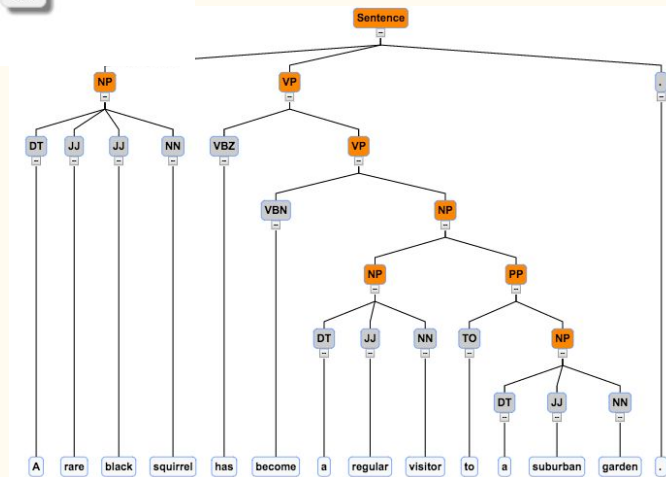 Sentence
NP VP .
DT JJ JJ NN VBZ VP
VBN NP
NP PP
DT JJ NN TO NP
DT JJ NN
A rare black squirrel has become a regular visitor to a suburban garden .